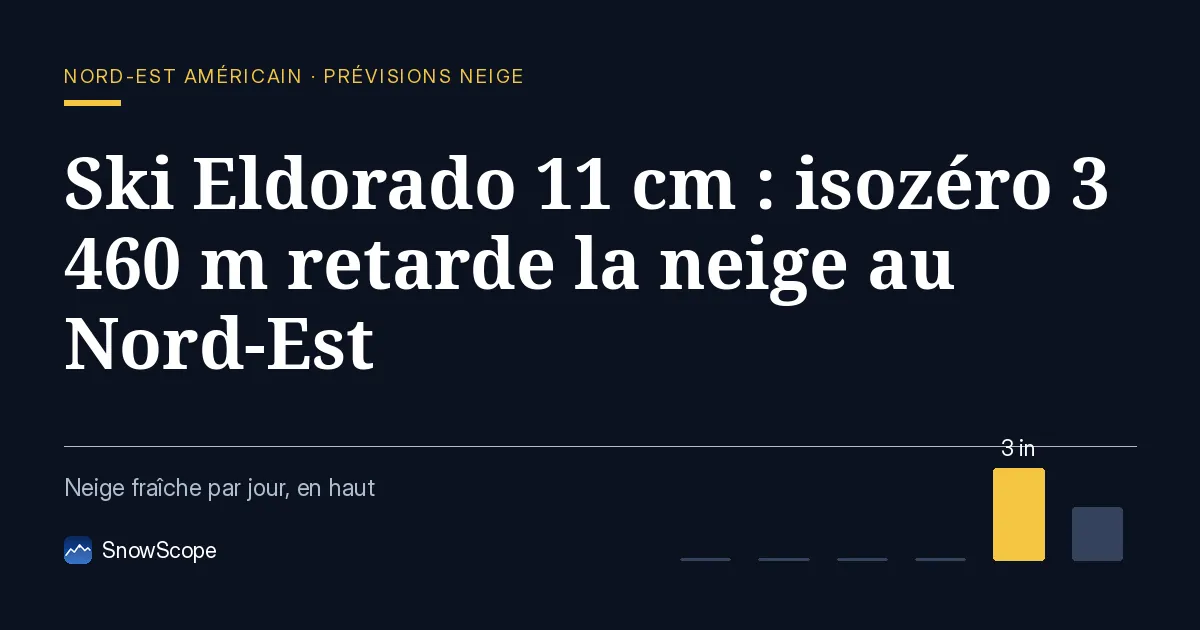 NORD-EST AMÉRICAIN · PRÉVISIONS NEIGE
Ski Eldorado 11 cm : isozéro 3
460 m retarde la neige au
Nord-Est
3 in
Neige fraîche par jour, en haut
SnowScope